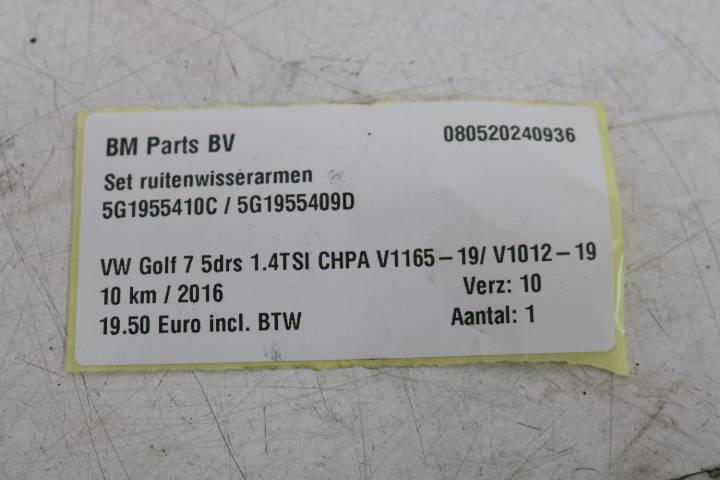 BM Parts BV 080520240936
Set ruitenwisserarmen
5G1955410C / 5G1955409D
VW Golf 7 5drs 1.4TSI CHPA V1165-19/ V1012-19
10 km / 2016 Verz: 10
19.50 Euro incl. BTW Aantal: 1